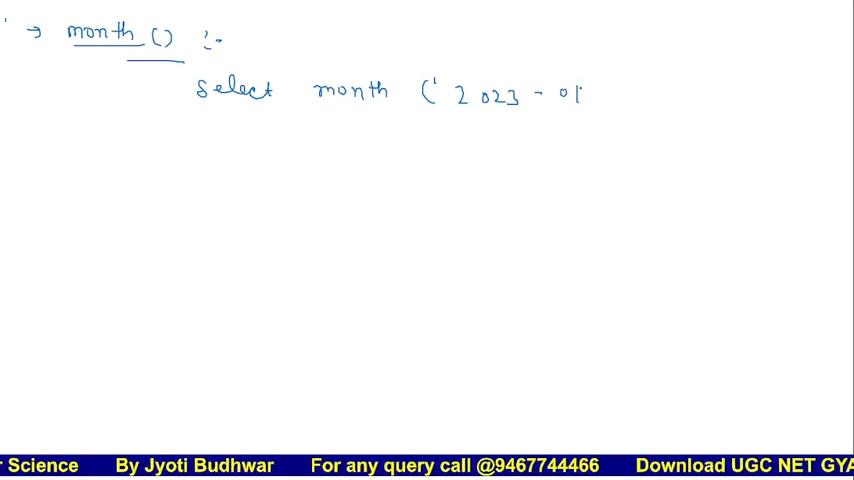 → month () :-
Select month (' 2023 - 01
r Science By Jyoti Budhwar For any query call @9467744466 Download UGC NET GYA